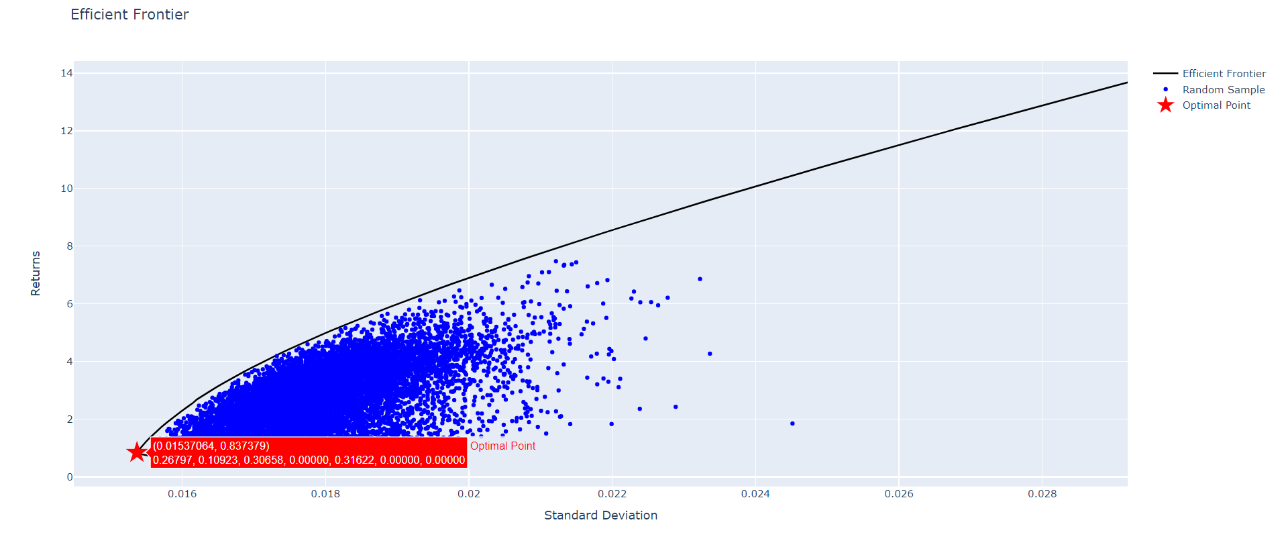 Efficient Frontier
14
12
10
8
6
4
2
0
Returns
Efficient Frontier
Random Sample
Optimal Point
(0.01537064, 0.837379)
0.26797, 0.10923, 0.30658, 0.00000, 0.31622, 0.00000, 0.00000
Optimal Point
0.016
0.018
0.02
0.022
0.024
0.026
0.028
Standard Deviation